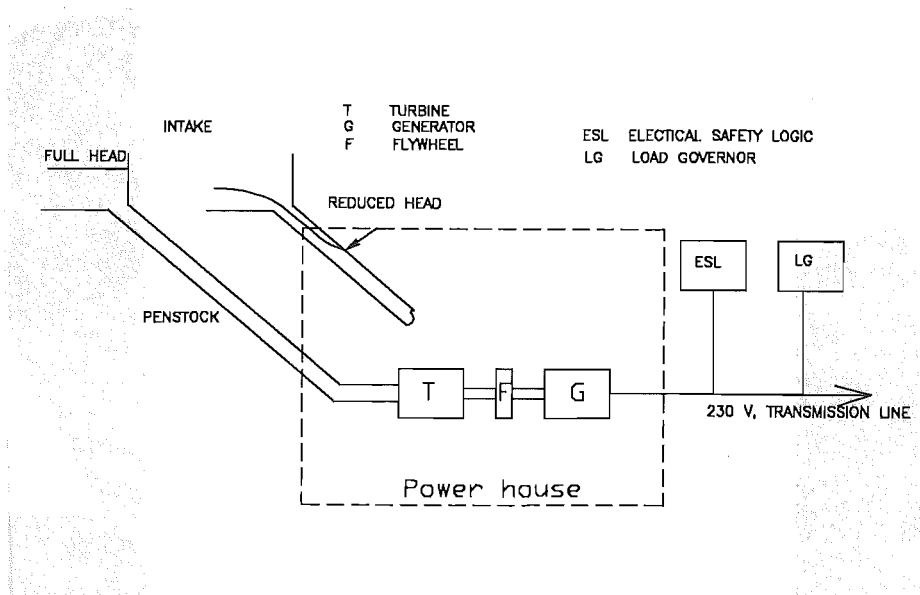 INTAKE
T TURBINE
G GENERATOR
F FLYWHEEL
ESL ELECTICAL SAFETY LOGIC
LG LOAD GOVERNOR
FULL HEAD
REDUCED HEAD
PENSTOCK
ESL
LG
T
F
G
230 V, TRANSMISSION LINE
Power house